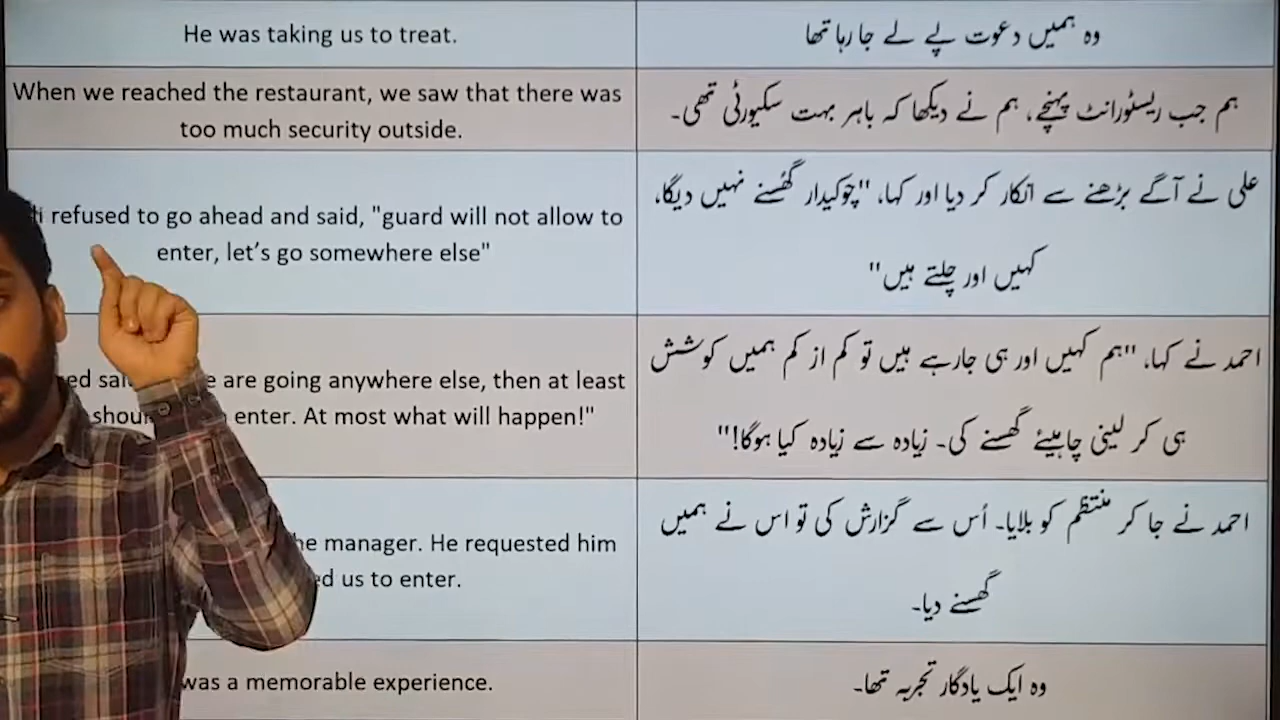 He was taking us to treat.
وہ ہمیں دعوت پے لے جا رہا تھا
When we reached the restaurant, we saw that there was
too much security outside.
ہم جب ریسٹورانٹ پہنچے، ہم نے دیکھا کہ باہر بہت سکیورٹی تھی۔
refused to go ahead and said, "guard will not allow to
enter, let's go somewhere else"
علی نے آگے بڑھنے سے انکار کر دیا اور کہا، "چوکیدار گھُسنے نہیں دیگا،
کہیں اور چلتے ہیں"
are going anywhere else, then at least
enter. At most what will happen!"
احمد نے کہا، "ہم کہیں اور ہی جارہے ہیں تو کم از کم ہمیں کوشش
ہی کر لینی چاہیئے گھسنے کی۔ زیادہ سے زیادہ کیا ہوگا!"
manager. He requested him
us to enter.
احمد نے جا کر منتظم کو بلایا۔ اُس سے گزارش کی تو اس نے ہمیں
گھسنے دیا۔
was a memorable experience.
وہ ایک یادگار تجربہ تھا۔